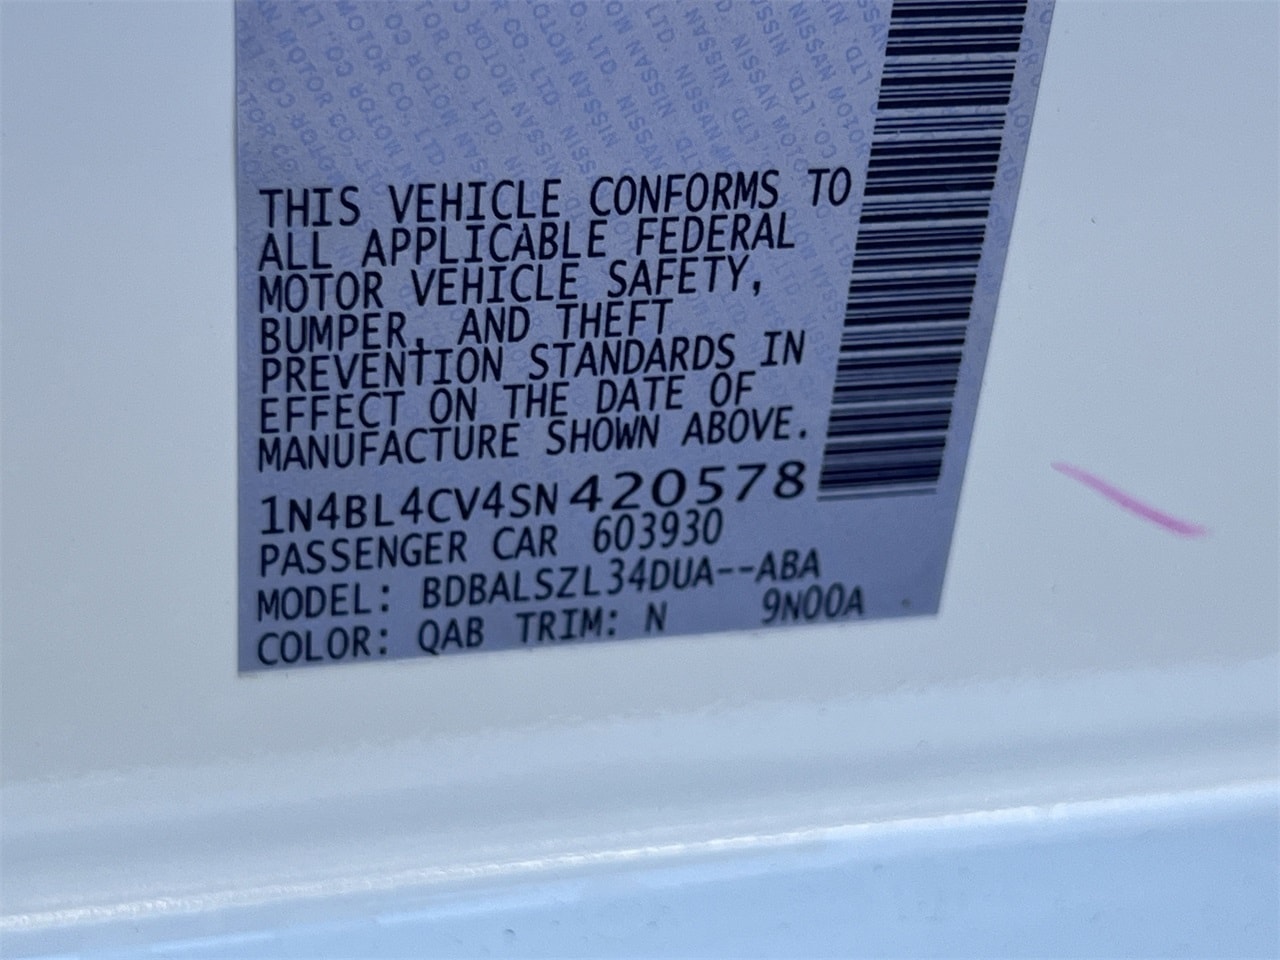 THIS VEHICLE CONFORMS TO
ALL APPLICABLE FEDERAL
MOTOR VEHICLE SAFETY,
BUMPER, AND THEFT
PREVENTION STANDARDS IN
EFFECT ON THE DATE OF
MANUFACTURE SHOWN ABOVE.
1N4BL4CV4SN420578
PASSENGER CAR 603930
MODEL: BDBALSZL34DUA--ABA
COLOR: QAB TRIM: N 9N00A